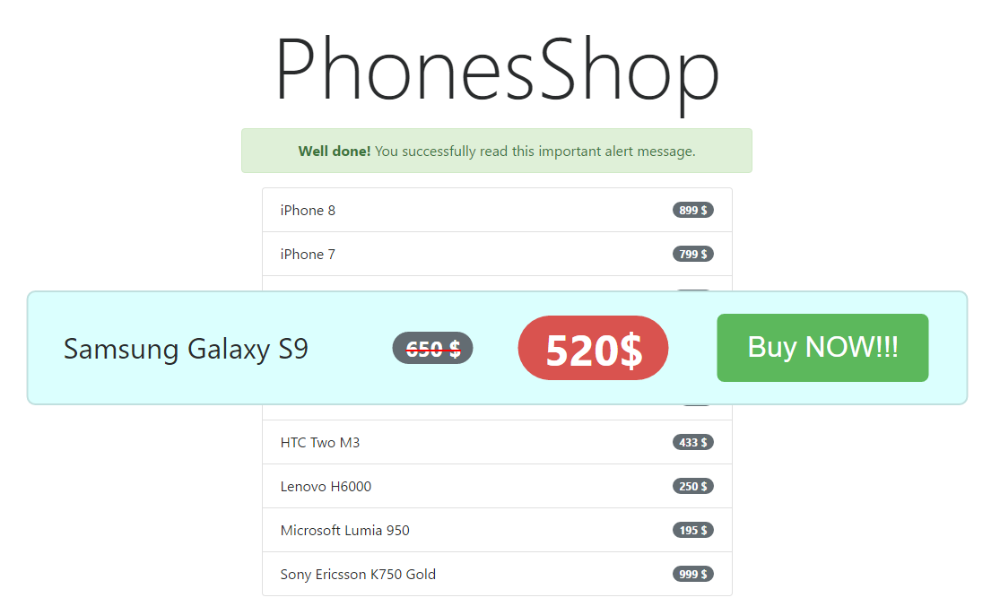 PhonesShop
Well done! You successfully read this important alert message.
iPhone 8 899 $
iPhone 7 799 $
Samsung Galaxy S9 650 $ 520$ Buy NOW!!!
HTC Two M3 433 $
Lenovo H6000 250 $
Microsoft Lumia 950 195 $
Sony Ericsson K750 Gold 999 $